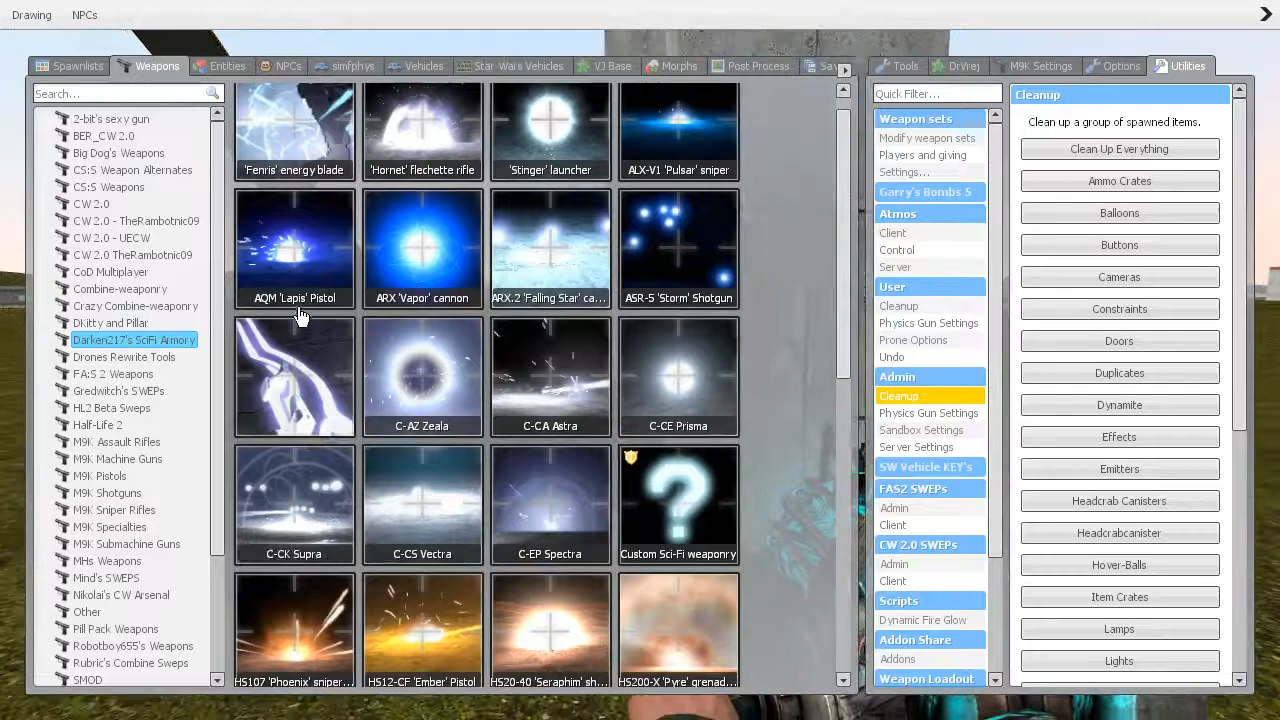 Drawing NPCs
Spawnlists Weapons Entities NPCs simfphys Vehicles Star Wars Vehicles VJ Base Morphs Post Process Sav
Tools DrVrej M9K Settings Options Utilities
Search...
2-bit's sexy gun
BER_CW 2.0
Big Dog's Weapons
CS:S Weapon Alternates
CS:S Weapons
CW 2.0
CW 2.0 - TheRambotnic09
CW 2.0 - UECW
CW 2.0 TheRambotnic09
CoD Multiplayer
Combine-weaponry
Crazy Combine-weaponry
Dkitty and Pillar
Darken217's SciFi Armory
Drones Rewrite Tools
FA:S 2 Weapons
Gredwitch's SWEPs
HL2 Beta Sweps
Half-Life 2
M9K Assault Rifles
M9K Machine Guns
M9K Pistols
M9K Shotguns
M9K Sniper Rifles
M9K Specialties
M9K Submachine Guns
MHs Weapons
Mind's SWEPS
Nikolai's CW Arsenal
Other
Pill Pack Weapons
Robotboy655's Weapons
Rubric's Combine Sweps
SMOD
'Fenris' energy blade
'Hornet' flechette rifle
'Stinger' launcher
ALX-V1 'Pulsar' sniper
AQM 'Lapis' Pistol
ARX 'Vapor' cannon
ARX.2 'Falling Star' ca...
ASR-5 'Storm' Shotgun
C-AZ Zeala
C-CA Astra
C-CE Prisma
C-CK Supra
C-CS Vectra
C-EP Spectra
Custom Sci-Fi weaponry
HS107 'Phoenix' sniper...
HS12-CF 'Ember' Pistol
HS20-40 'Seraphim' sh...
HS200-X 'Pyre' grenad...
Quick Filter...
Weapon sets
Modify weapon sets
Players and giving
Settings...
Garry's Bombs 5
Atmos
Client
Control
Server
User
Cleanup
Physics Gun Settings
Prone Options
Undo
Admin
Cleanup
Physics Gun Settings
Sandbox Settings
Server Settings
SW Vehicle KEY's
FAS2 SWEPs
Admin
Client
CW 2.0 SWEPs
Admin
Client
Scripts
Dynamic Fire Glow
Addon Share
Addons
Weapon Loadout
Cleanup
Clean up a group of spawned items.
Clean Up Everything
Ammo Crates
Balloons
Buttons
Cameras
Constraints
Doors
Duplicates
Dynamite
Effects
Emitters
Headcrab Canisters
Headcrabcanister
Hover-Balls
Item Crates
Lamps
Lights